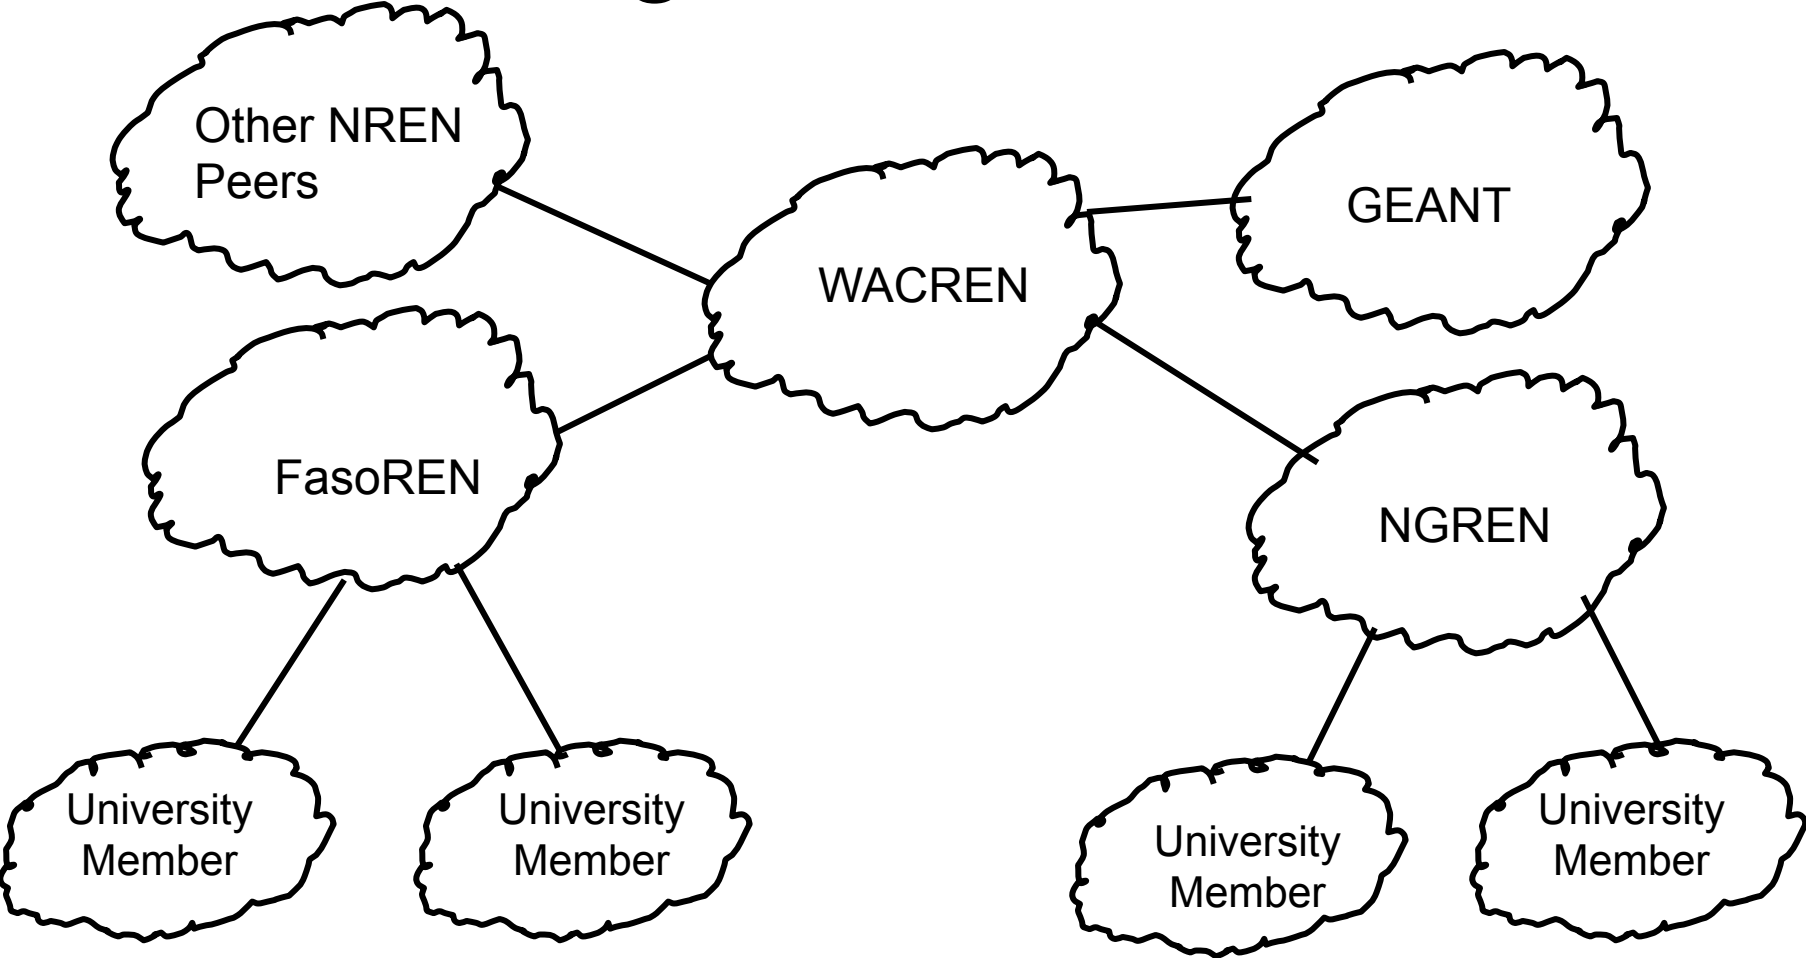 Other NREN
Peers
GEANT
WACREN
FasoREN
NGREN
University
Member
University
Member
University
Member
University
Member